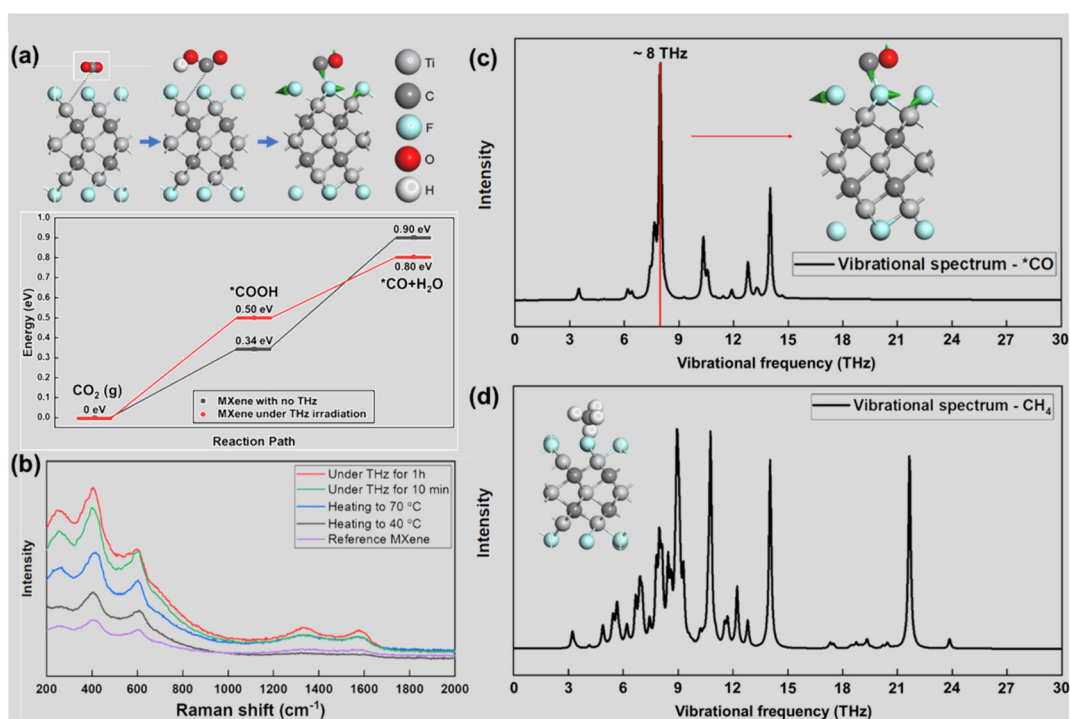 (a)
Ti
C
F
O
H
1.0
0.9
0.8
0.7
0.6
0.5
0.4
0.3
0.2
0.1
0.0
Energy (eV)
0.90 eV
0.80 eV
*CO+H₂O
*COOH
0.50 eV
0.34 eV
CO₂ (g)
0 eV
MXene with no THz
MXene under THz irradiation
Reaction Path
(b)
Under THz for 1h
Under THz for 10 min
Heating to 70 °C
Heating to 40 °C
Reference MXene
Intensity
200 400 600 800 1000 1200 1400 1600 1800 2000
Raman shift (cm⁻¹)
(c)
~ 8 THz
Intensity
Vibrational spectrum - *CO
0 3 6 9 12 15 18 21 24 27 30
Vibrational frequency (THz)
(d)
Vibrational spectrum - CH₄
Intensity
0 3 6 9 12 15 18 21 24 27 30
Vibrational frequency (THz)